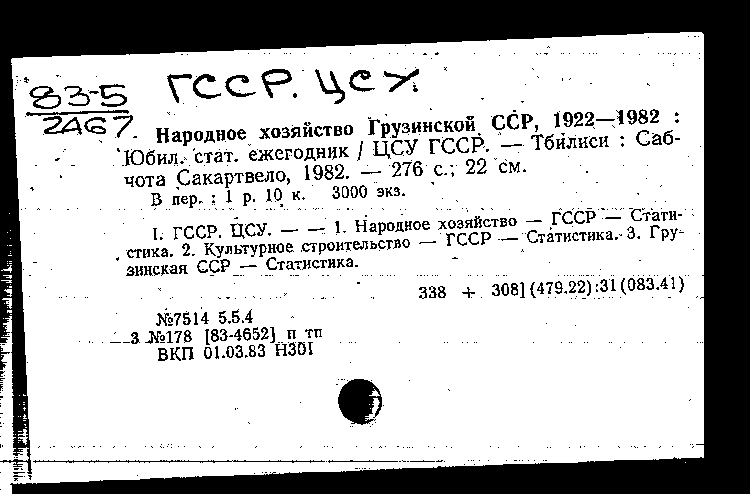 83-5
2467
ГССР. ЦСУ.
Народное хозяйство Грузинской ССР, 1922—1982 :
Юбил. стат. ежегодник / ЦСУ ГССР. — Тбилиси : Саб-
чота Сакартвело, 1982. — 276 с.; 22 см.
В пер. : 1 р. 10 к. 3000 экз.
I. ГССР. ЦСУ. — — 1. Народное хозяйство — ГССР — Стати-
стика. 2. Культурное строительство — ГССР — Статистика. 3. Гру-
зинская ССР — Статистика.
338 + 308](479.22):31(083.41)
№7514 5.5.4
3 №178 [83-4652] п тп
ВКП 01.03.83 Н301